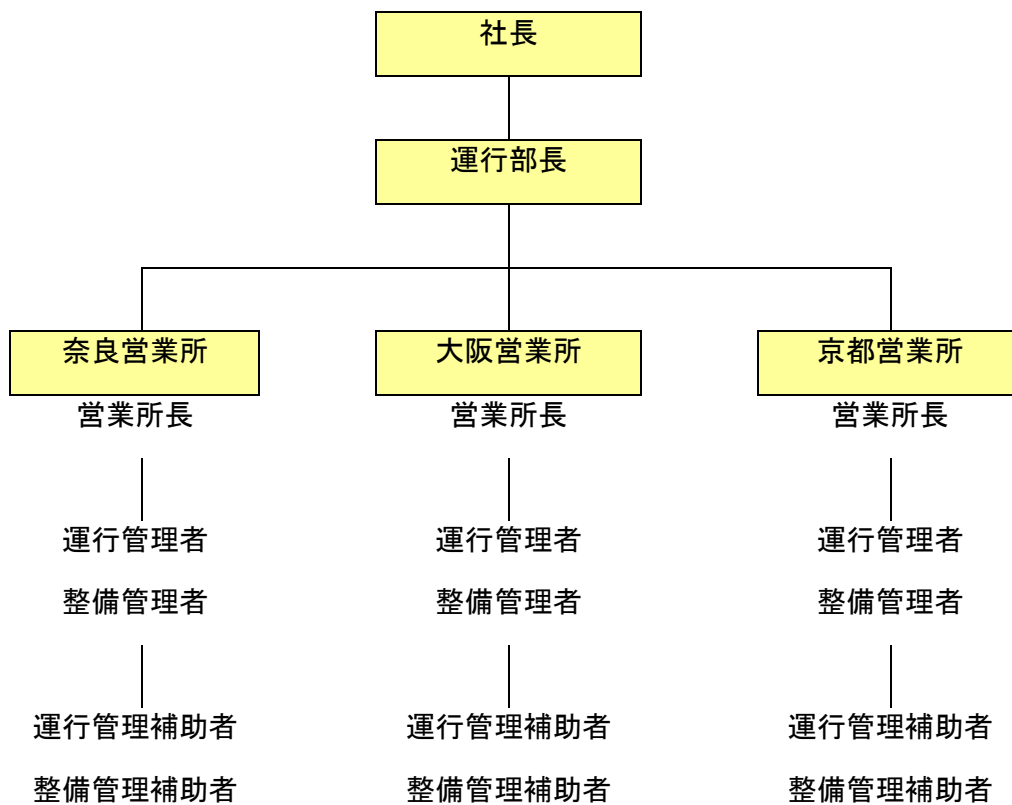 社長
運行部長
奈良営業所
大阪営業所
京都営業所
営業所長
営業所長
営業所長
運行管理者
運行管理者
運行管理者
整備管理者
整備管理者
整備管理者
運行管理補助者
運行管理補助者
運行管理補助者
整備管理補助者
整備管理補助者
整備管理補助者